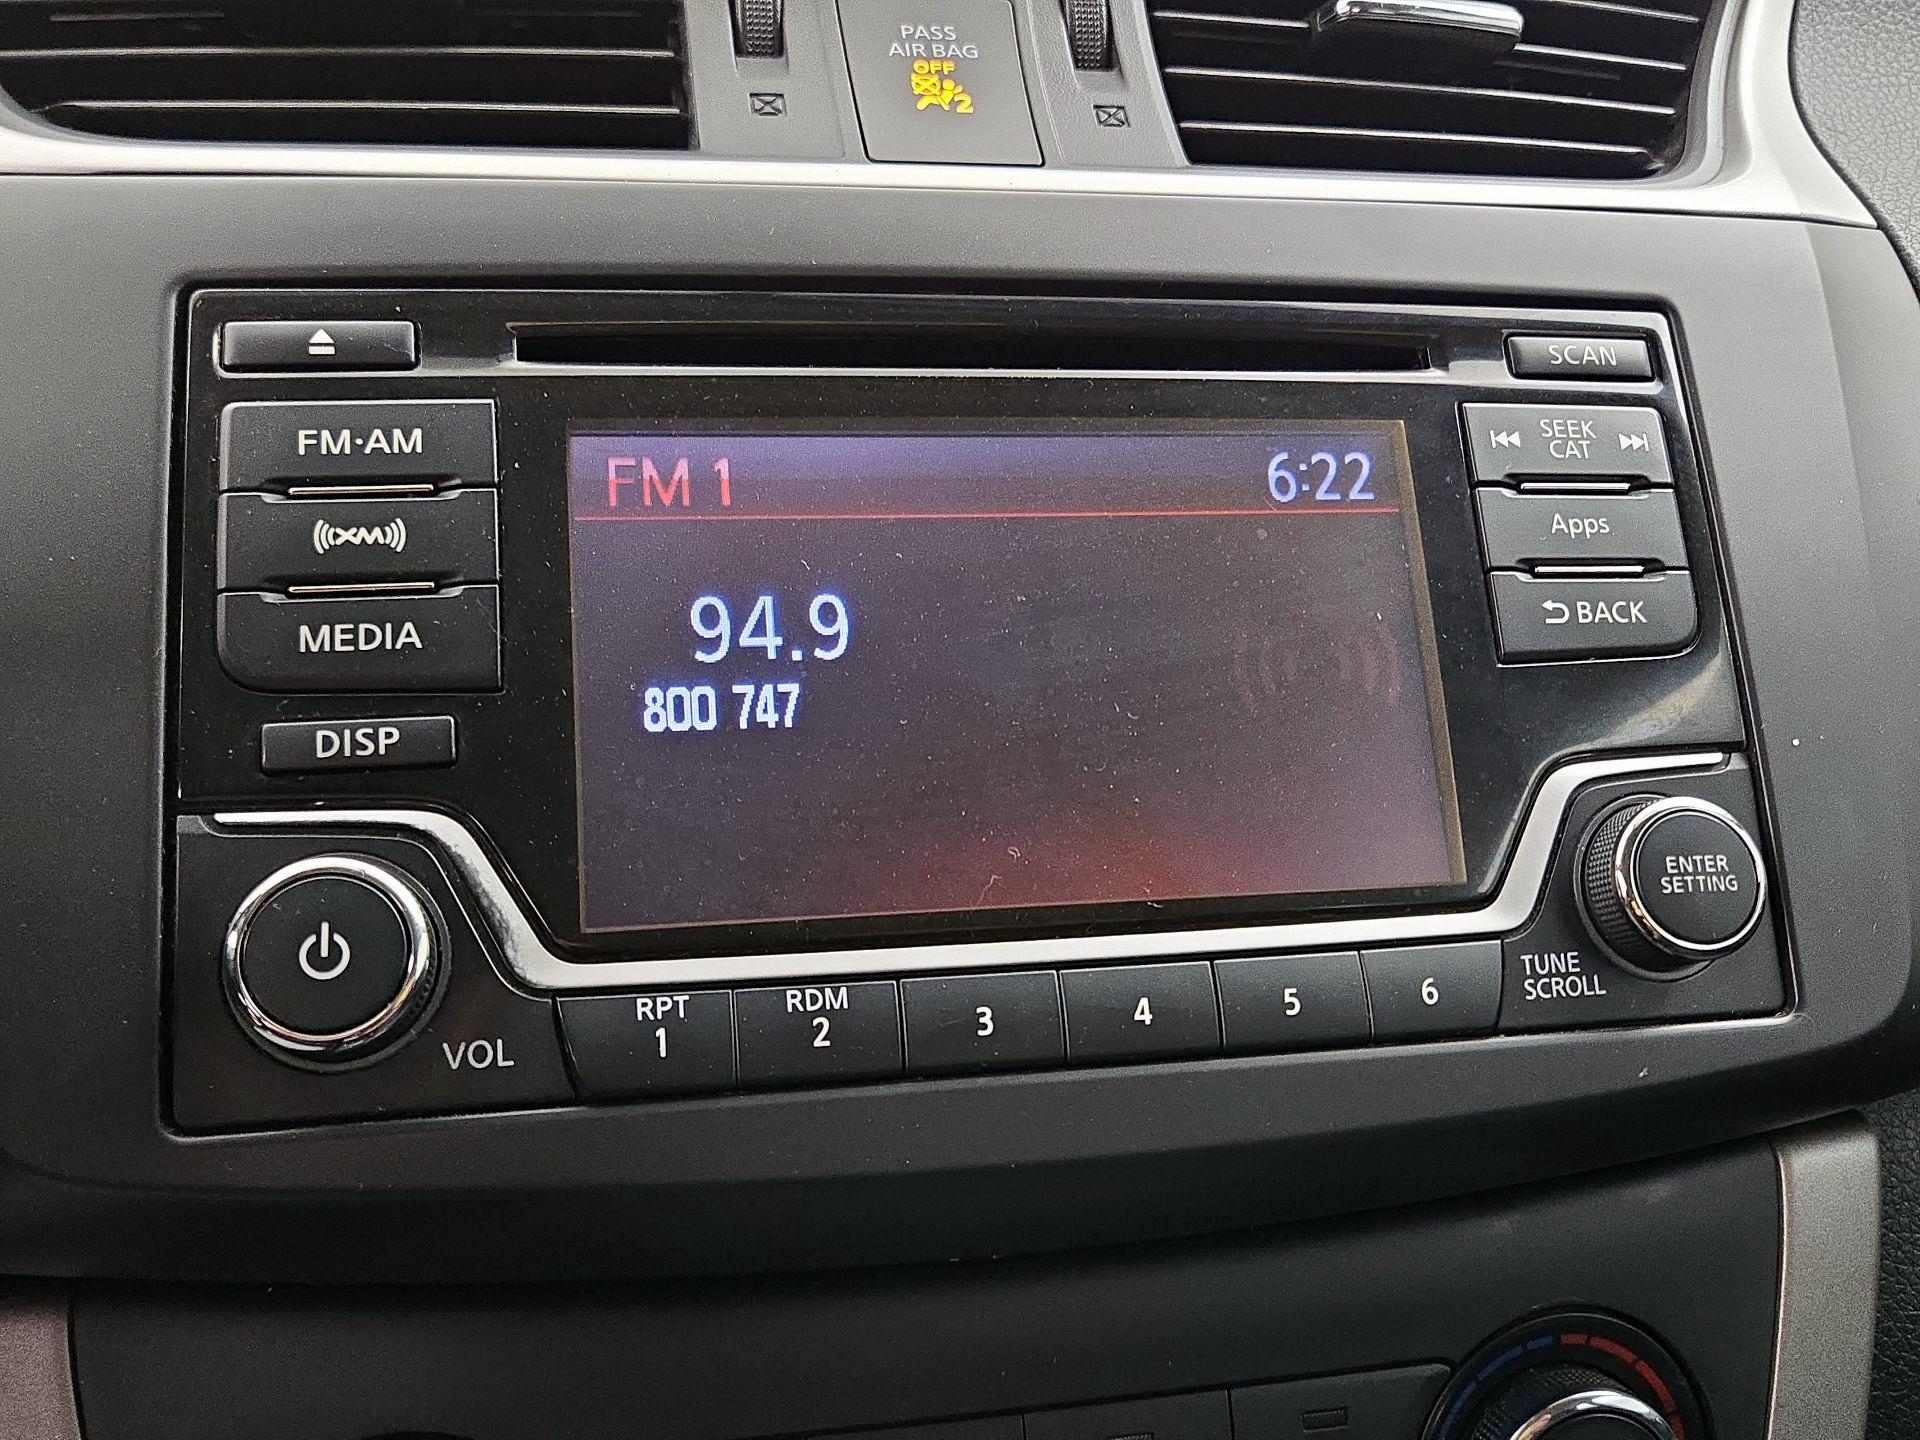 PASS
AIR BAG
OFF
2
SCAN
FM·AM
SEEK
CAT
FM 1
6:22
XM
Apps
94.9
BACK
MEDIA
800 747
DISP
ENTER
SETTING
TUNE
SCROLL
VOL
RPT
1
RDM
2
3
4
5
6